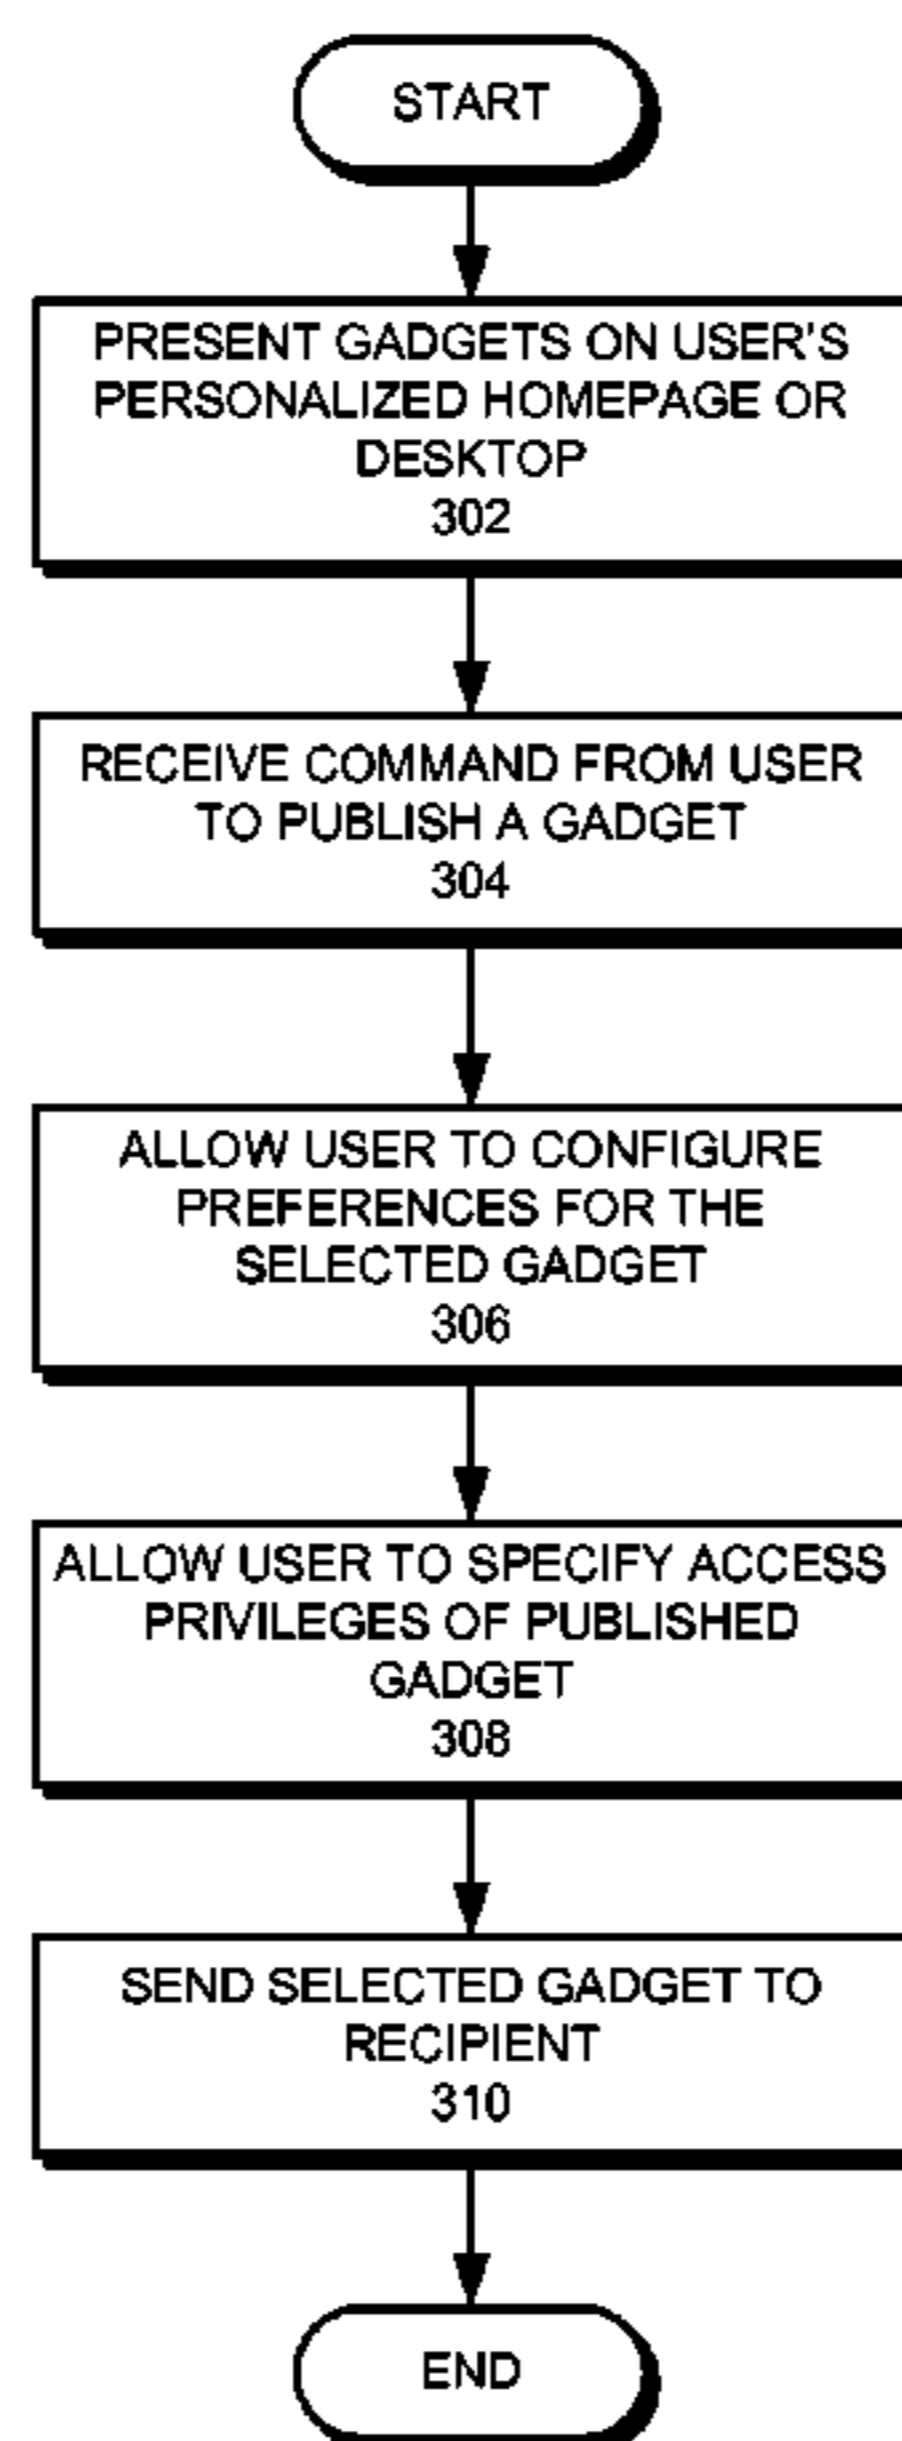 START
PRESENT GADGETS ON USER'S
PERSONALIZED HOMEPAGE OR
DESKTOP
302
RECEIVE COMMAND FROM USER
TO PUBLISH A GADGET
304
ALLOW USER TO CONFIGURE
PREFERENCES FOR THE
SELECTED GADGET
306
ALLOW USER TO SPECIFY ACCESS
PRIVILEGES OF PUBLISHED
GADGET
308
SEND SELECTED GADGET TO
RECIPIENT
310
END